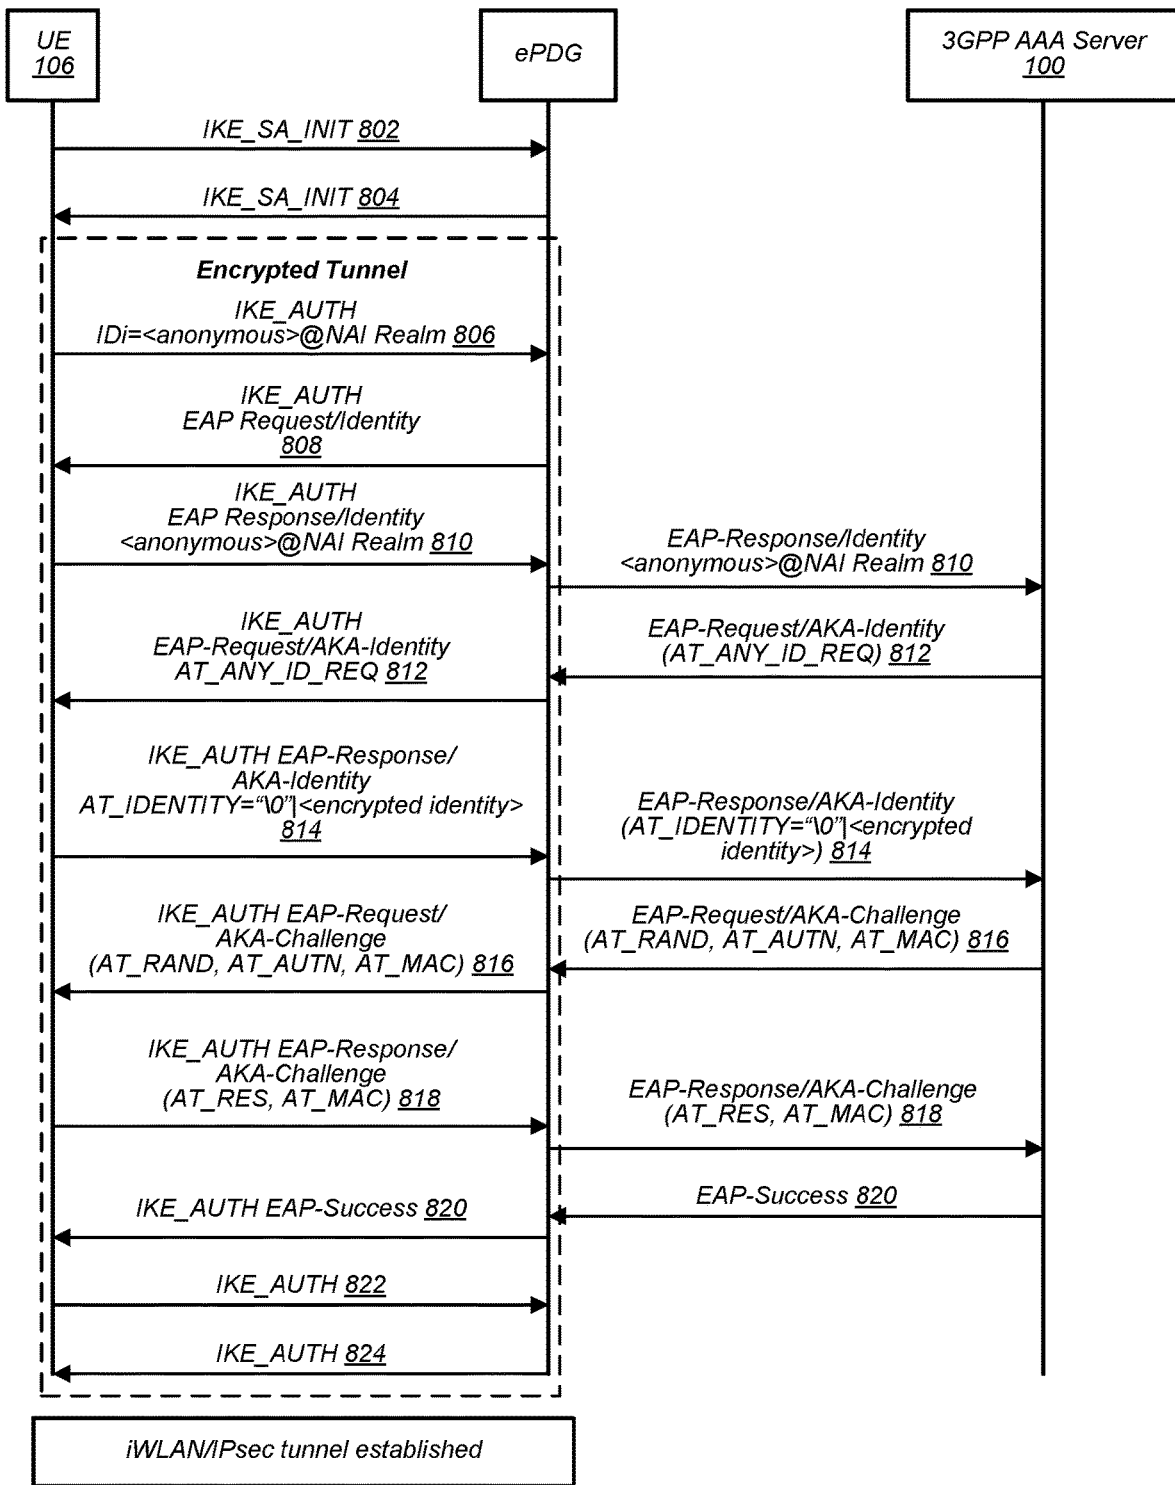 UE
106
ePDG
3GPP AAA Server
100
IKE_SA_INIT 802
IKE_SA_INIT 804
Encrypted Tunnel
IKE_AUTH
IDi=<anonymous>@NAI Realm 806
IKE_AUTH
EAP Request/Identity
808
IKE_AUTH
EAP Response/Identity
<anonymous>@NAI Realm 810
EAP-Response/Identity
<anonymous>@NAI Realm 810
IKE_AUTH
EAP-Request/AKA-Identity
AT_ANY_ID_REQ 812
EAP-Request/AKA-Identity
(AT_ANY_ID_REQ) 812
IKE_AUTH EAP-Response/
AKA-Identity
AT_IDENTITY=“\0”|<encrypted identity>
814
EAP-Response/AKA-Identity
(AT_IDENTITY=“\0”|<encrypted
identity>) 814
IKE_AUTH EAP-Request/
AKA-Challenge
(AT_RAND, AT_AUTN, AT_MAC) 816
EAP-Request/AKA-Challenge
(AT_RAND, AT_AUTN, AT_MAC) 816
IKE_AUTH EAP-Response/
AKA-Challenge
(AT_RES, AT_MAC) 818
EAP-Response/AKA-Challenge
(AT_RES, AT_MAC) 818
IKE_AUTH EAP-Success 820
EAP-Success 820
IKE_AUTH 822
IKE_AUTH 824
iWLAN/IPsec tunnel established